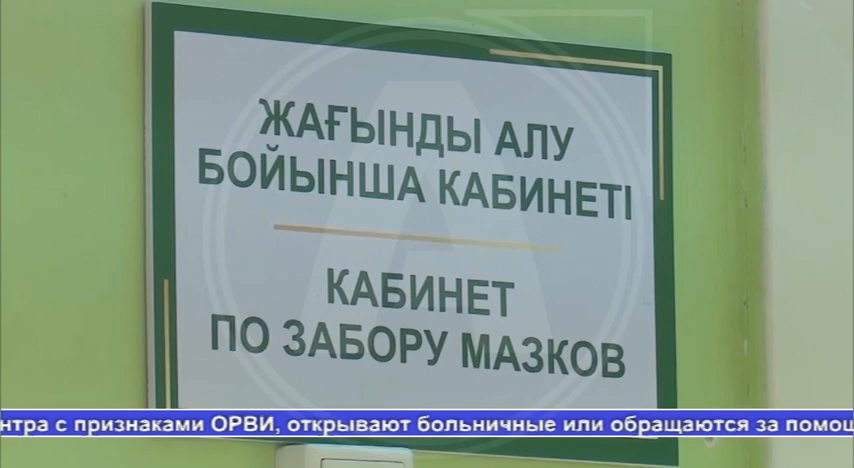 ЖАҒЫНДЫ АЛУ
БОЙЫНША КАБИНЕТІ
КАБИНЕТ
ПО ЗАБОРУ МАЗКОВ
с признаками ОРВИ, открывают больничные или обращаются за